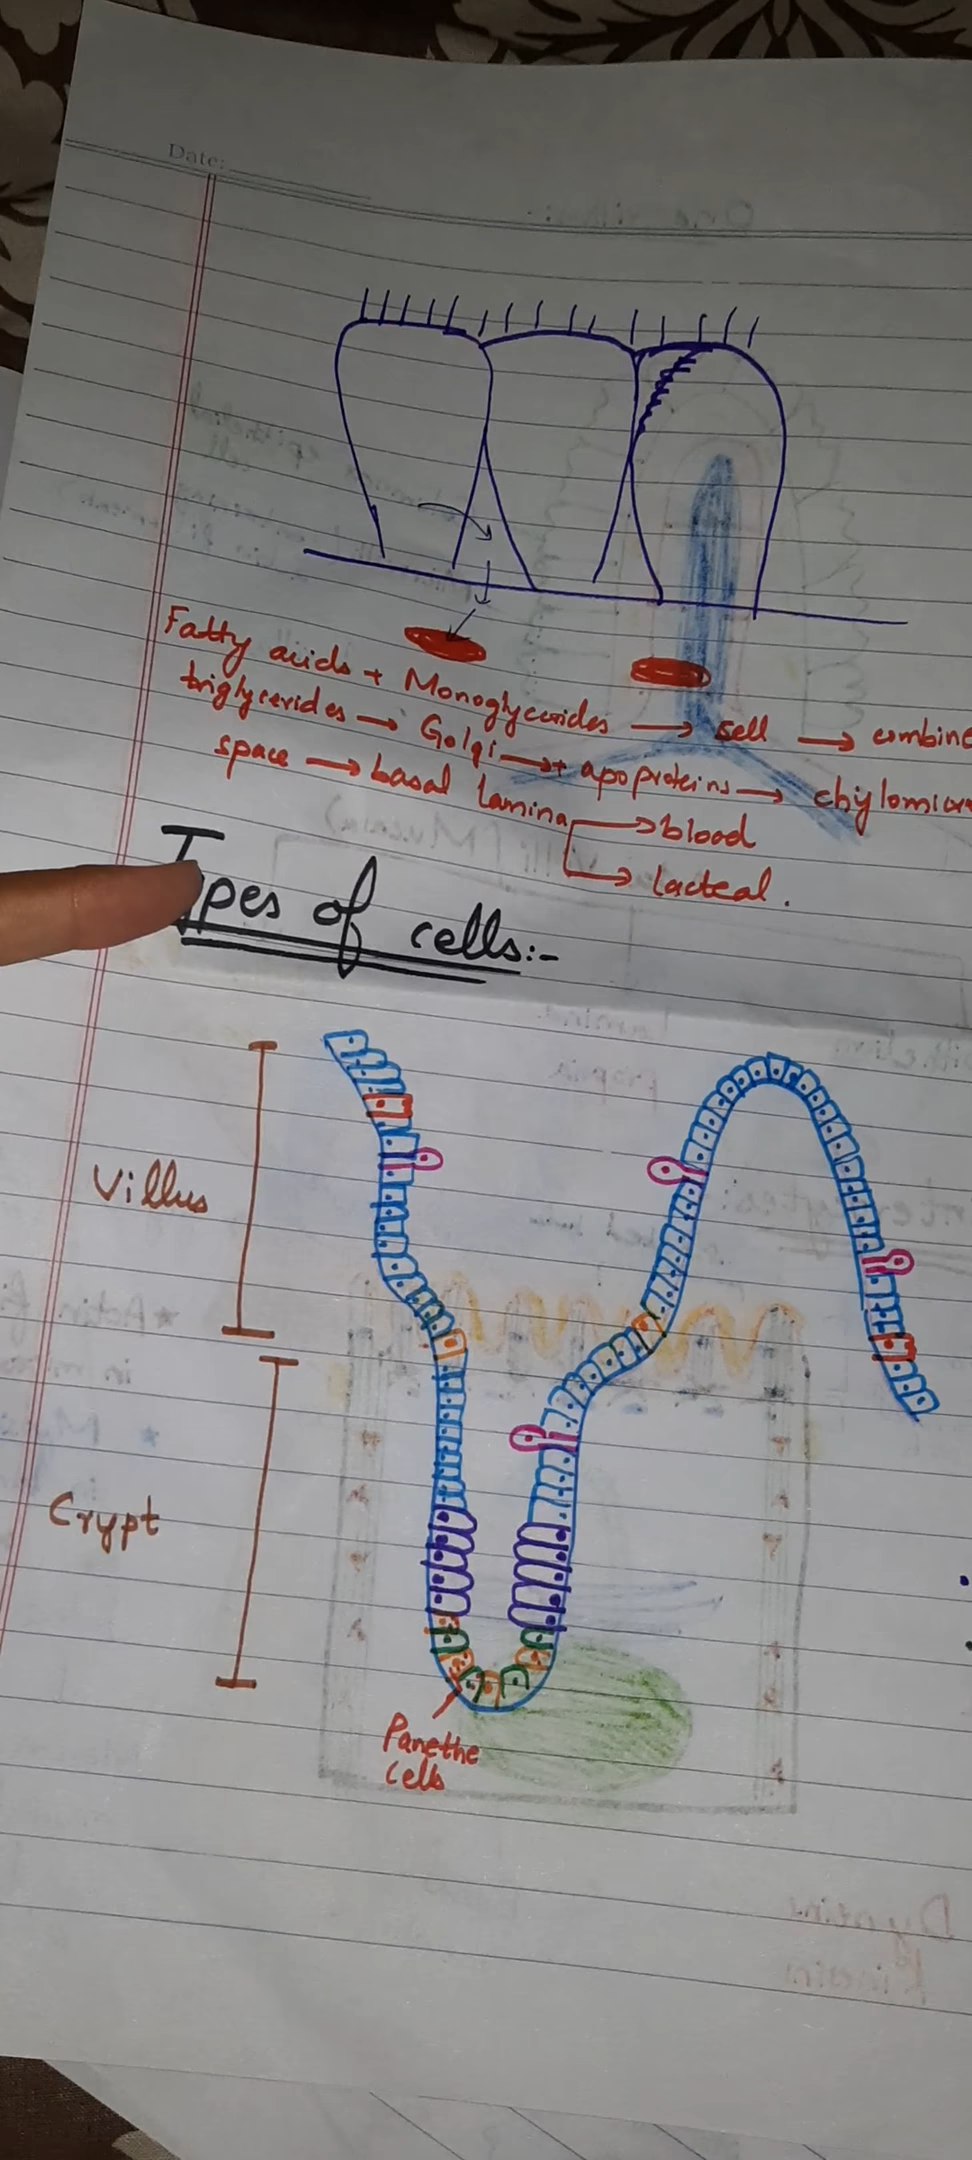 Date:
Fatty acids + Monoglycerides → cell → combine
triglycerides → Golgi → + apoproteins → chylomicr
space → basal lamina → blood
→ lacteal.
Types of cells:-
Villus
Crypt
Panethe
Cells